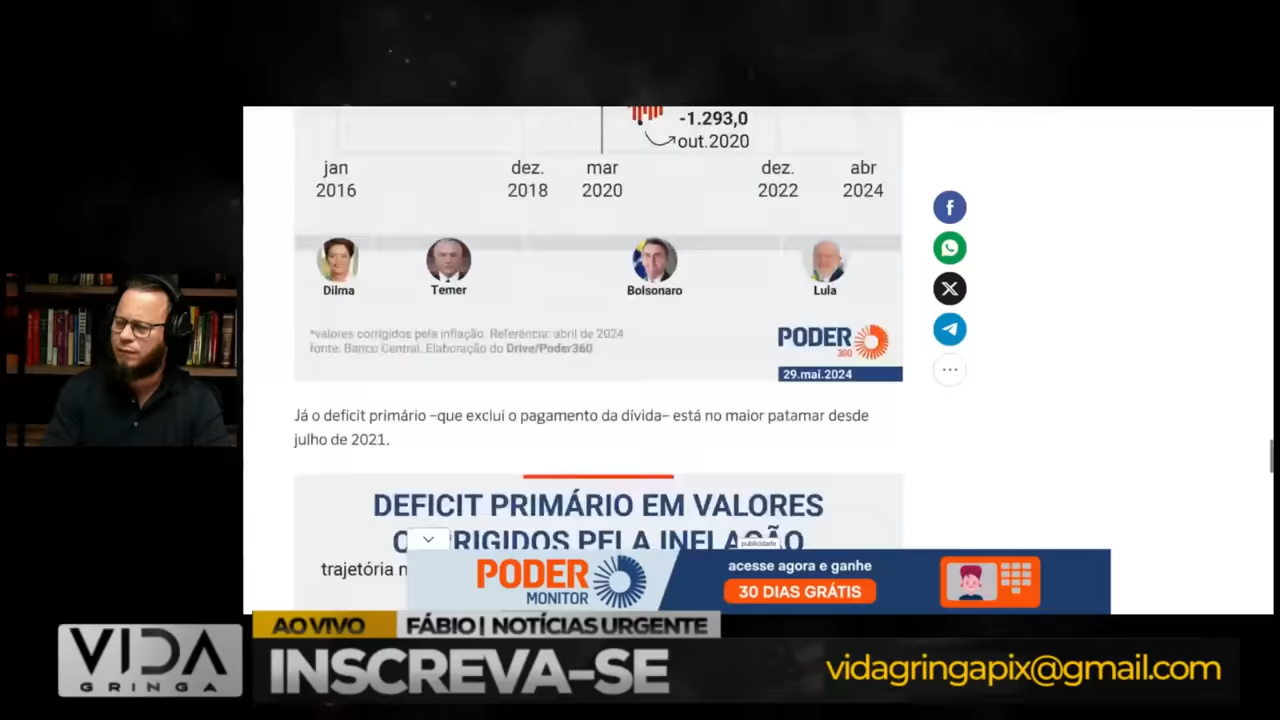 -1.293,0
out.2020
jan
2016
dez.
2018
mar
2020
dez.
2022
abr
2024
Dilma
Temer
Bolsonaro
Lula
*valores corrigidos pela inflação. Referência: abril de 2024
fonte: Banco Central. Elaboração do Drive/Poder360
PODER
360
29.mai.2024
Já o deficit primário –que exclui o pagamento da dívida– está no maior patamar desde
julho de 2021.
DEFICIT PRIMÁRIO EM VALORES
CORRIGIDOS PELA INFLAÇÃO
publicidade
trajetória
PODER
MONITOR
acesse agora e ganhe
30 DIAS GRÁTIS
AO VIVO
FÁBIO | NOTÍCIAS URGENTE
VIDA
GRINGA
INSCREVA-SE
vidagringapix@gmail.com